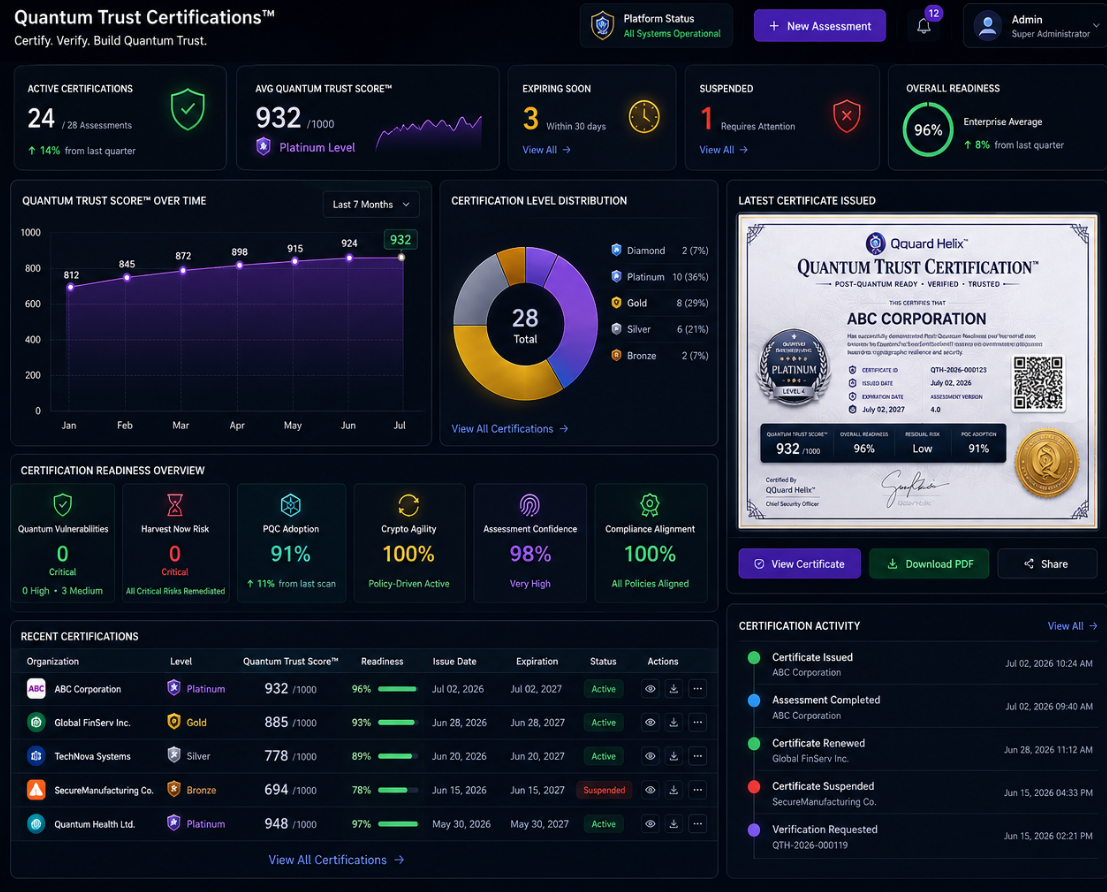 Quantum Trust Certifications™
Certify. Verify. Build Quantum Trust.
Platform Status
All Systems Operational
+ New Assessment
12
Admin
Super Administrator
ACTIVE CERTIFICATIONS
24 / 28 Assessments
↑ 14% from last quarter
AVG QUANTUM TRUST SCORE™
932 /1000
Platinum Level
EXPIRING SOON
3 Within 30 days
View All →
SUSPENDED
1 Requires Attention
View All →
OVERALL READINESS
96%
Enterprise Average
↑ 8% from last quarter
QUANTUM TRUST SCORE™ OVER TIME
Last 7 Months
1000
800
600
400
200
0
812
845
872
898
915
924
932
Jan Feb Mar Apr May Jun Jul
CERTIFICATION LEVEL DISTRIBUTION
28
Total
Diamond 2 (7%)
Platinum 10 (36%)
Gold 8 (29%)
Silver 6 (21%)
Bronze 2 (7%)
View All Certifications →
LATEST CERTIFICATE ISSUED
Qquard Helix™
QUANTUM TRUST CERTIFICATION™
POST-QUANTUM READY • VERIFIED • TRUSTED
THIS CERTIFIES THAT
ABC CORPORATION
PLATINUM
LEVEL 4
CERTIFICATE ID QTH-2026-000123
ISSUED DATE July 02, 2026
EXPIRATION DATE ASSESSMENT VERSION
July 02, 2027 4.0
QUANTUM TRUST SCORE™ OVERALL READINESS RESIDUAL RISK PQC ADOPTION
932 /1000 96% Low 91%
Certified By
QQuard Helix™
Chief Security Officer
View Certificate
Download PDF
Share
CERTIFICATION READINESS OVERVIEW
Quantum Vulnerabilities
0
Critical
0 High • 3 Medium
Harvest Now Risk
0
Critical
All Critical Risks Remediated
PQC Adoption
91%
↑ 11% from last scan
Crypto Agility
100%
Policy-Driven Active
Assessment Confidence
98%
Very High
Compliance Alignment
100%
All Policies Aligned
RECENT CERTIFICATIONS
Organization Level Quantum Trust Score™ Readiness Issue Date Expiration Status Actions
ABC ABC Corporation Platinum 932 /1000 96% Jul 02, 2026 Jul 02, 2027 Active
Global FinServ Inc. Gold 885 /1000 93% Jun 28, 2026 Jun 28, 2027 Active
TechNova Systems Silver 778 /1000 89% Jun 20, 2026 Jun 20, 2027 Active
SecureManufacturing Co. Bronze 694 /1000 78% Jun 15, 2026 Jun 15, 2027 Suspended
Quantum Health Ltd. Platinum 948 /1000 97% May 30, 2026 May 30, 2027 Active
View All Certifications →
CERTIFICATION ACTIVITY
View All →
Certificate Issued
ABC Corporation
Jul 02, 2026 10:24 AM
Assessment Completed
ABC Corporation
Jul 02, 2026 09:40 AM
Certificate Renewed
Global FinServ Inc.
Jun 28, 2026 11:12 AM
Certificate Suspended
SecureManufacturing Co.
Jun 15, 2026 04:33 PM
Verification Requested
QTH-2026-000119
Jun 15, 2026 02:21 PM